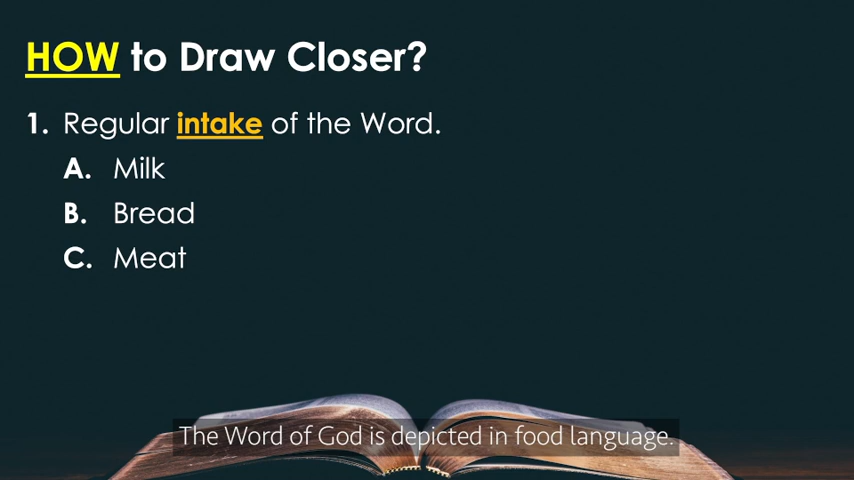 HOW to Draw Closer?
1. Regular intake of the Word.
A. Milk
B. Bread
C. Meat
The Word of God is depicted in food language.